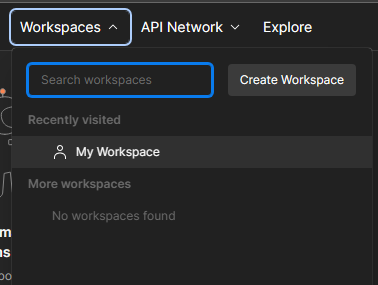 Workspaces API Network Explore
Search workspaces Create Workspace
Recently visited
My Workspace
More workspaces
No workspaces found